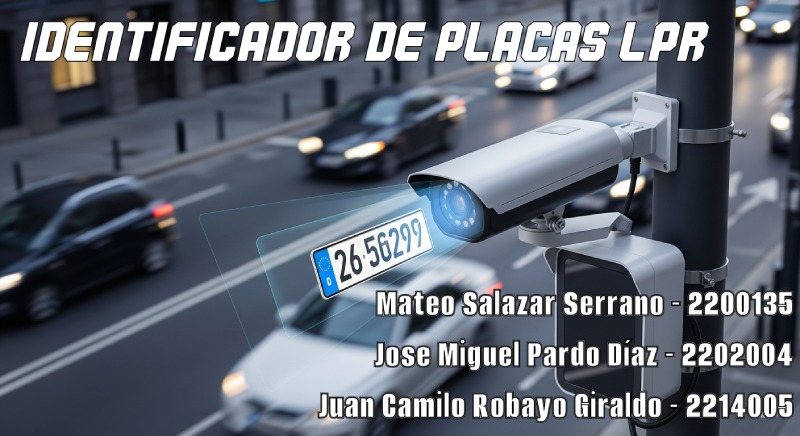 IDENTIFICADOR DE PLACAS LPR
26·56299
D
Mateo Salazar Serrano - 2200135
Jose Miguel Pardo Díaz - 2202004
Juan Camilo Robayo Giraldo - 2214005